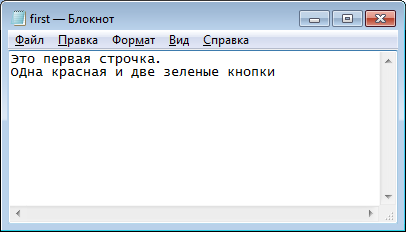 first — Блокнот
Файл Правка Формат Вид Справка
Это первая строчка.
Одна красная и две зеленые кнопки